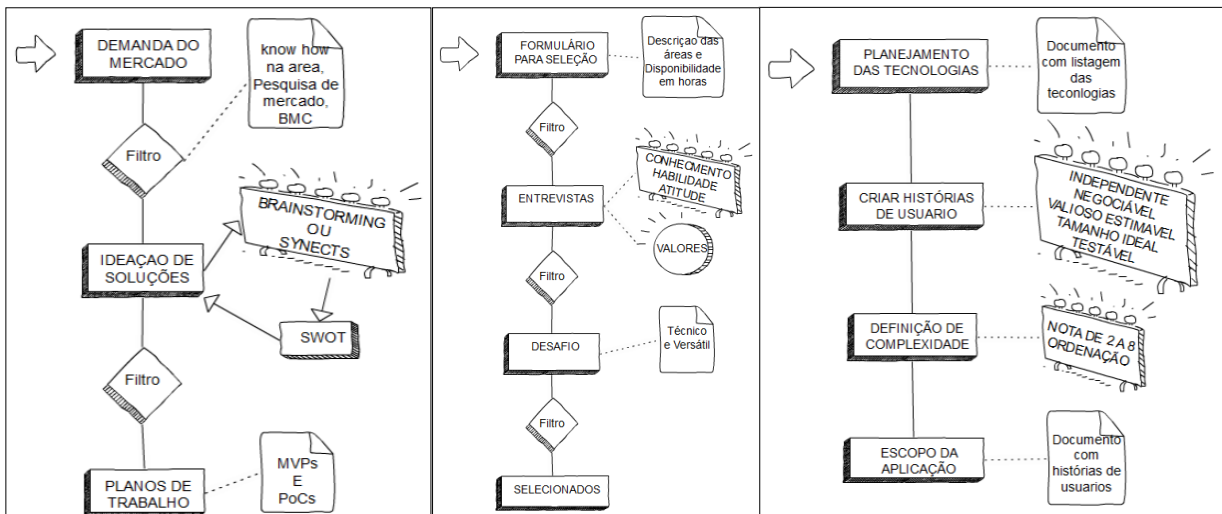 DEMANDA DO
MERCADO
know how
na area,
Pesquisa de
mercado,
BMC
Filtro
BRAINSTORMING
OU
SYNECTS
IDEAÇAO DE
SOLUÇÕES
SWOT
Filtro
PLANOS DE
TRABALHO
MVPs
E
PoCs
FORMULÁRIO
PARA SELEÇÃO
Descriçao das
áreas e
Disponibilidade
em horas
Filtro
ENTREVISTAS
CONHECMENTO
HABILIDADE
ATITUDE
VALORES
Filtro
DESAFIO
Técnico
e Versátil
Filtro
SELECIONADOS
PLANEJAMENTO
DAS TECNOLOGIAS
Documento
com listagem
das
teconlogias
CRIAR HISTÓRIAS
DE USUARIO
INDEPENDENTE
NEGOCIÁVEL
VALIOSO ESTIMAVEL
TAMANHO IDEAL
TESTÁVEL
DEFINIÇÃO DE
COMPLEXIDADE
NOTA DE 2 A 8
ORDENAÇÃO
ESCOPO DA
APLICAÇÃO
Documento
com
histórias de
usuarios